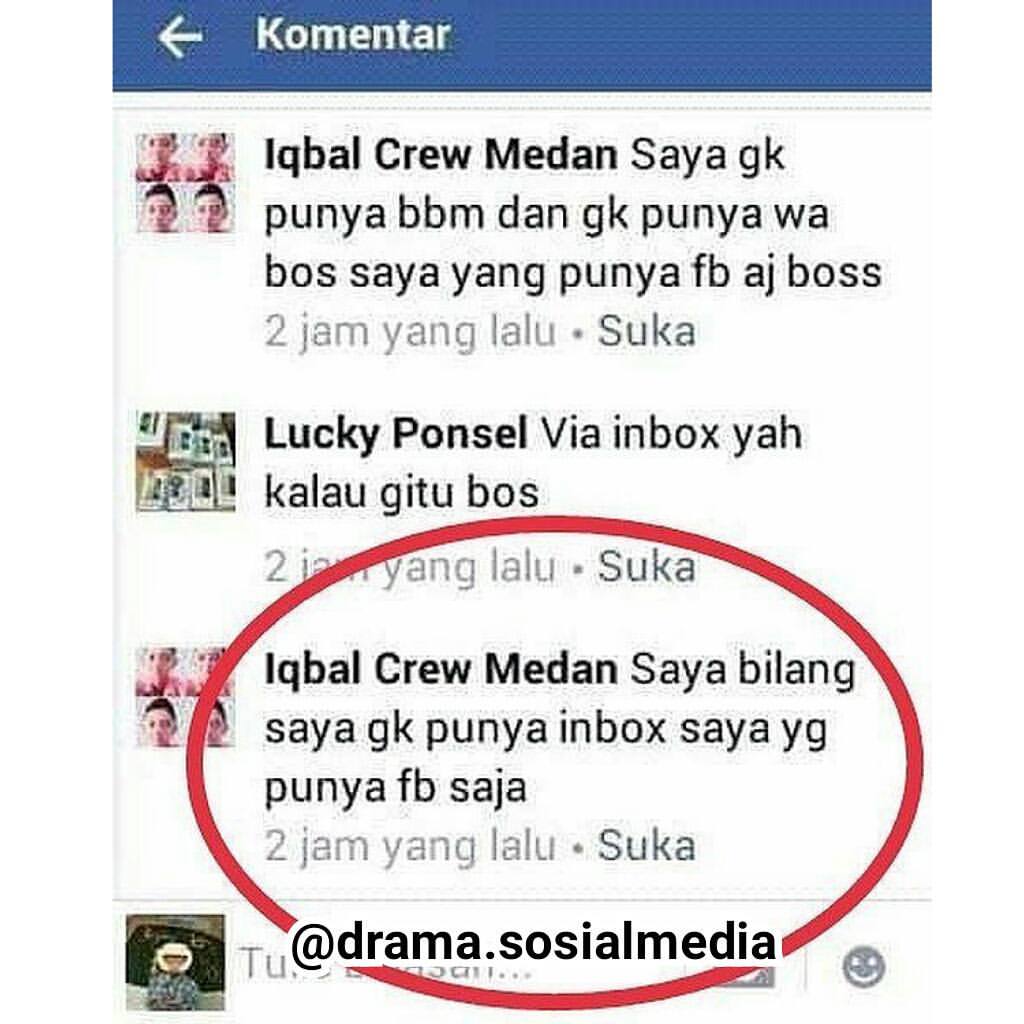 Komentar
Iqbal Crew Medan Saya gk
punya bbm dan gk punya wa
bos saya yang punya fb aj boss
2 jam yang lalu • Suka
Lucky Ponsel Via inbox yah
kalau gitu bos
2 jam yang lalu • Suka
Iqbal Crew Medan Saya bilang
saya gk punya inbox saya yg
punya fb saja
2 jam yang lalu • Suka
@drama.sosialmedia